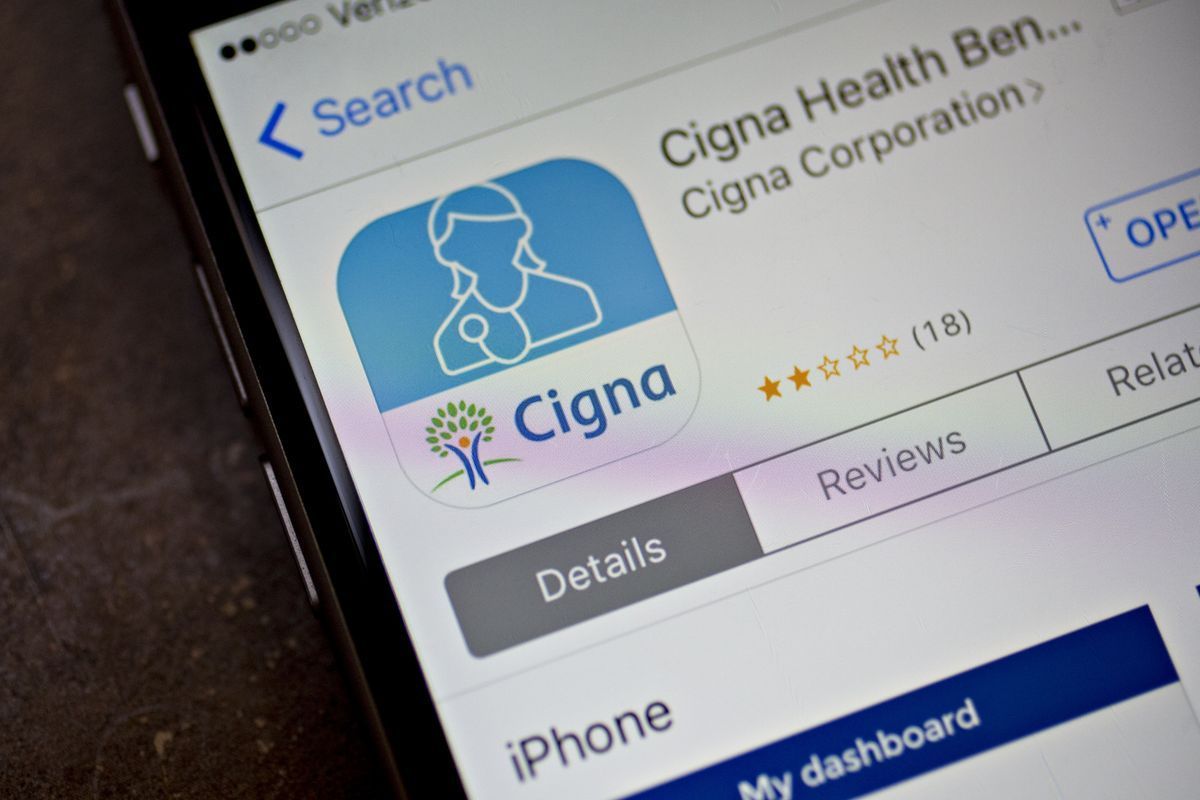 Search
Cigna Health Ben...
Cigna Corporation
(18)
Cigna
Details
Reviews
iPhone
My dashboard